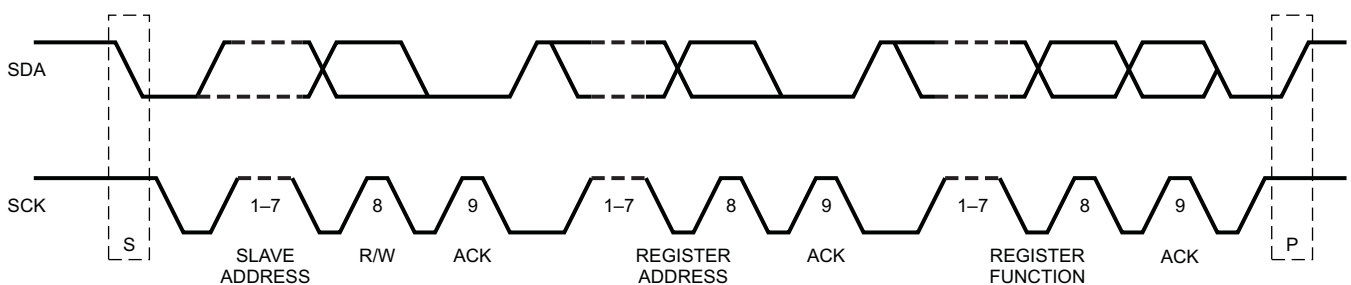 SDA
SCK
S
1–7
8
9
1–7
8
9
1–7
8
9
P
SLAVE
ADDRESS
R/W
ACK
REGISTER
ADDRESS
ACK
REGISTER
FUNCTION
ACK